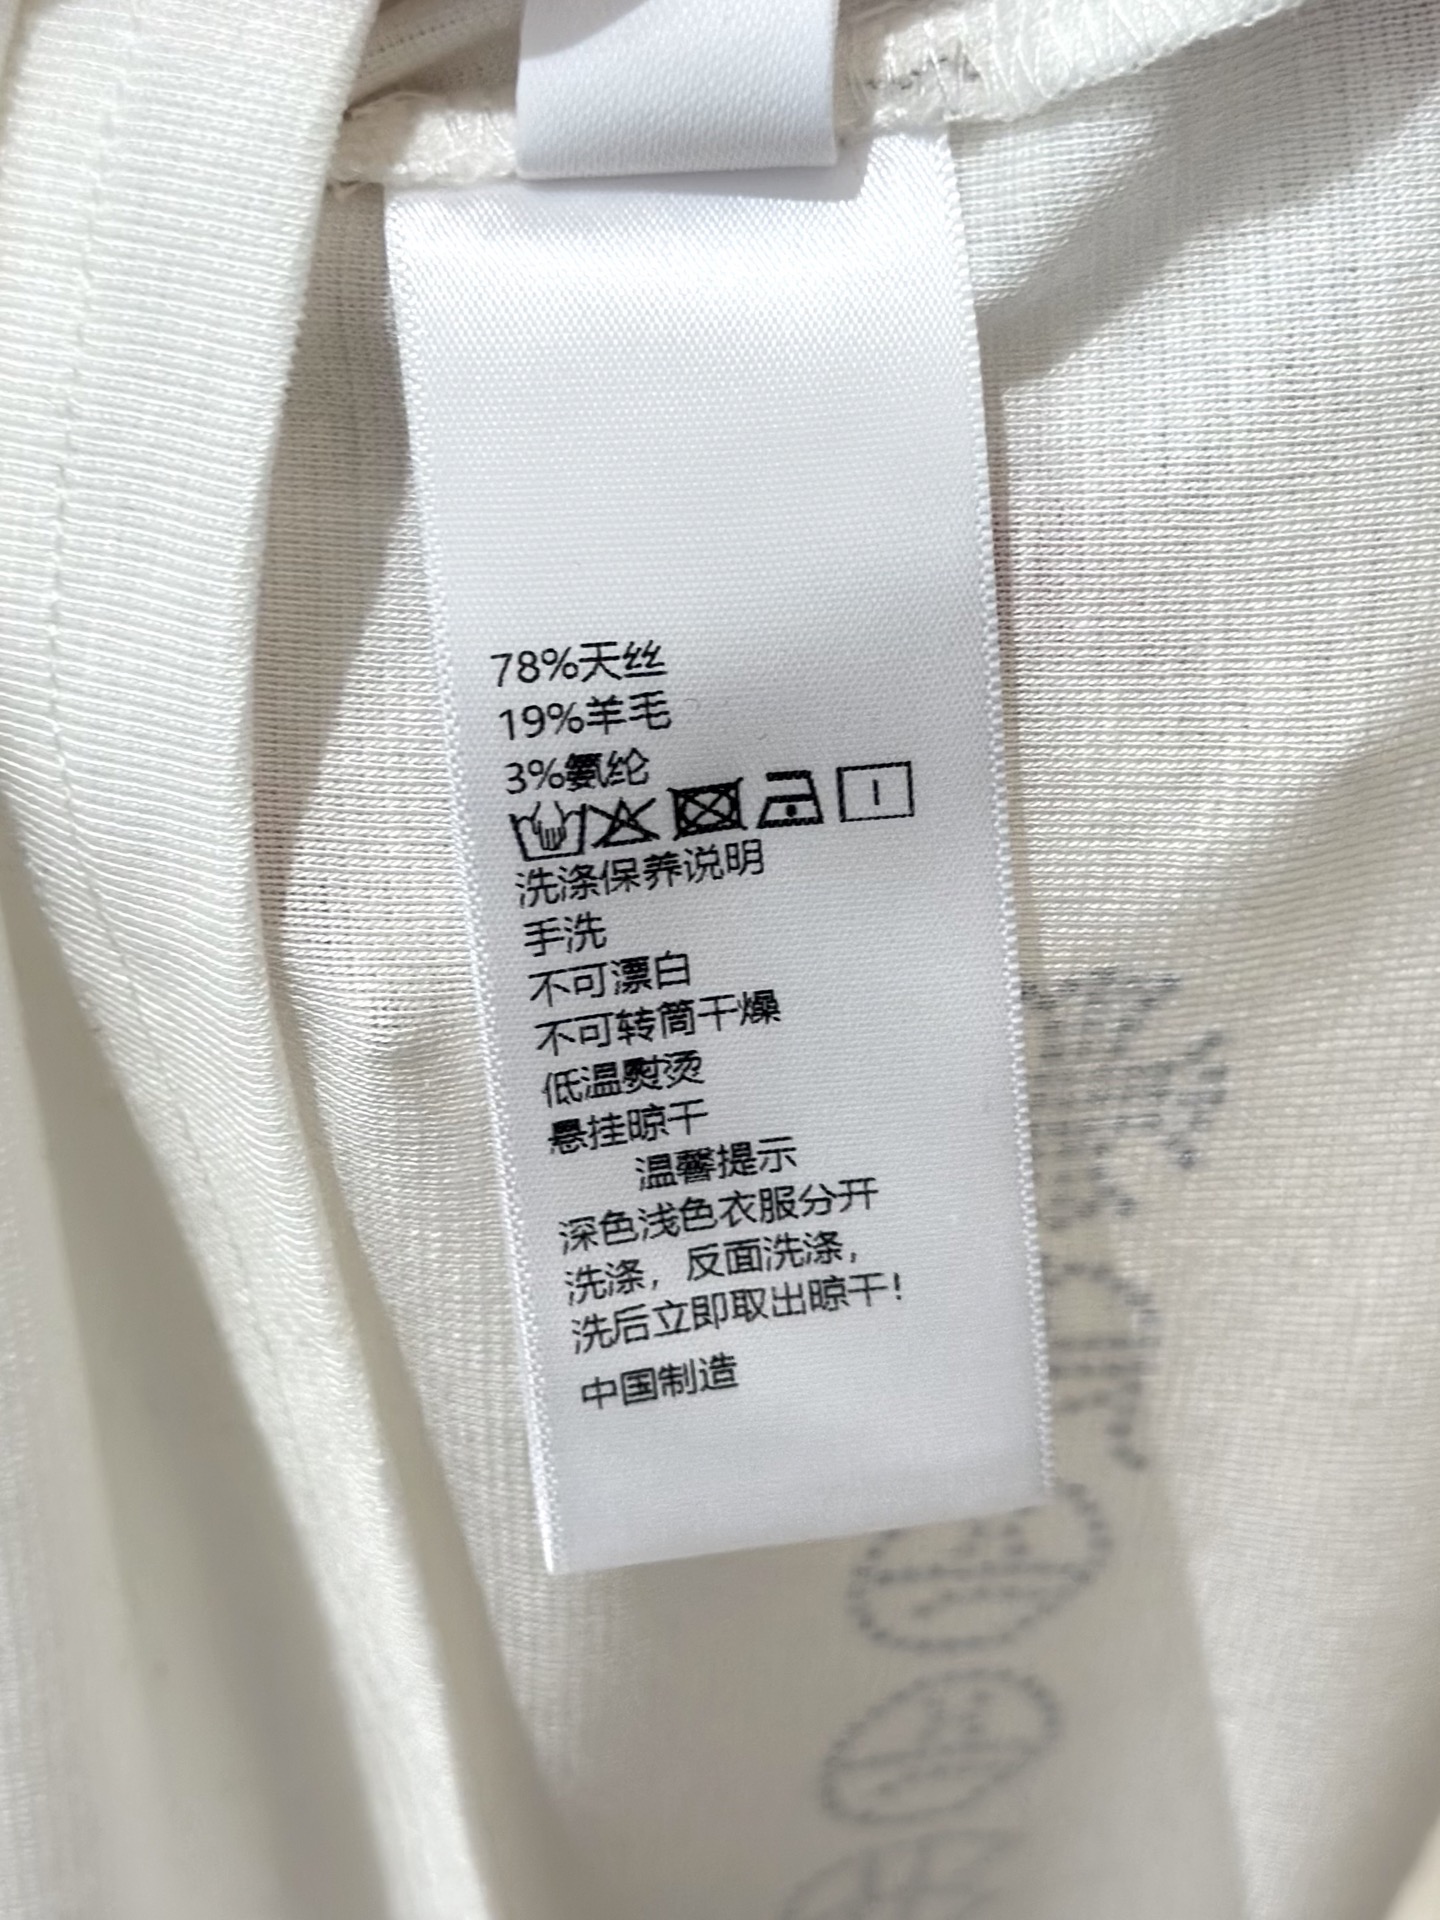 78%天丝
19%羊毛
3%氨纶
洗涤保养说明
手洗
不可漂白
不可转筒干燥
低温熨烫
悬挂晾干
温馨提示
深色浅色衣服分开
洗涤，反面洗涤，
洗后立即取出晾干！
中国制造